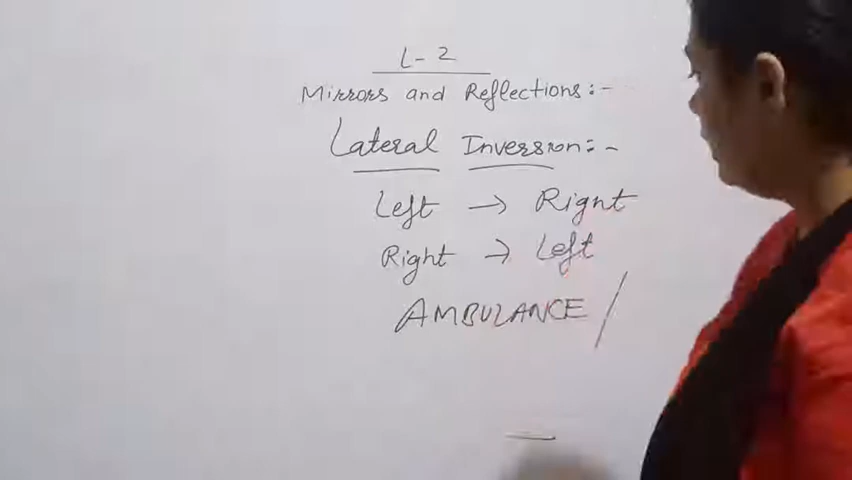 L-2
Mirrors and Reflections:-
Lateral Inversion:-
Left → Right
Right → Left
AMBULANCE /